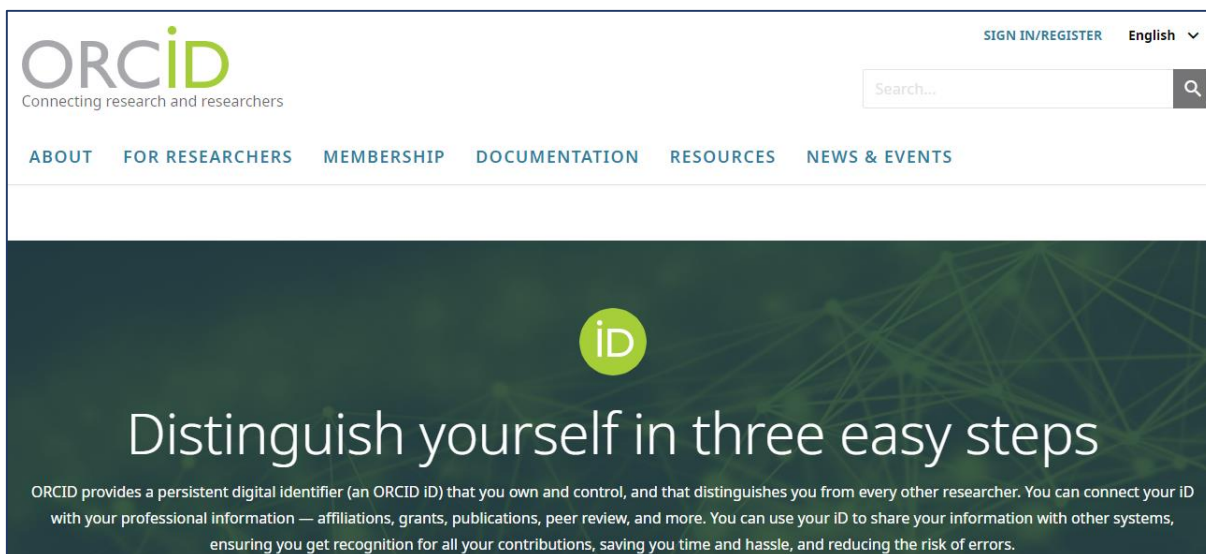 ORCiD
Connecting research and researchers
SIGN IN/REGISTER English
Search...
ABOUT FOR RESEARCHERS MEMBERSHIP DOCUMENTATION RESOURCES NEWS & EVENTS
iD
Distinguish yourself in three easy steps
ORCID provides a persistent digital identifier (an ORCID iD) that you own and control, and that distinguishes you from every other researcher. You can connect your iD
with your professional information — affiliations, grants, publications, peer review, and more. You can use your iD to share your information with other systems,
ensuring you get recognition for all your contributions, saving you time and hassle, and reducing the risk of errors.